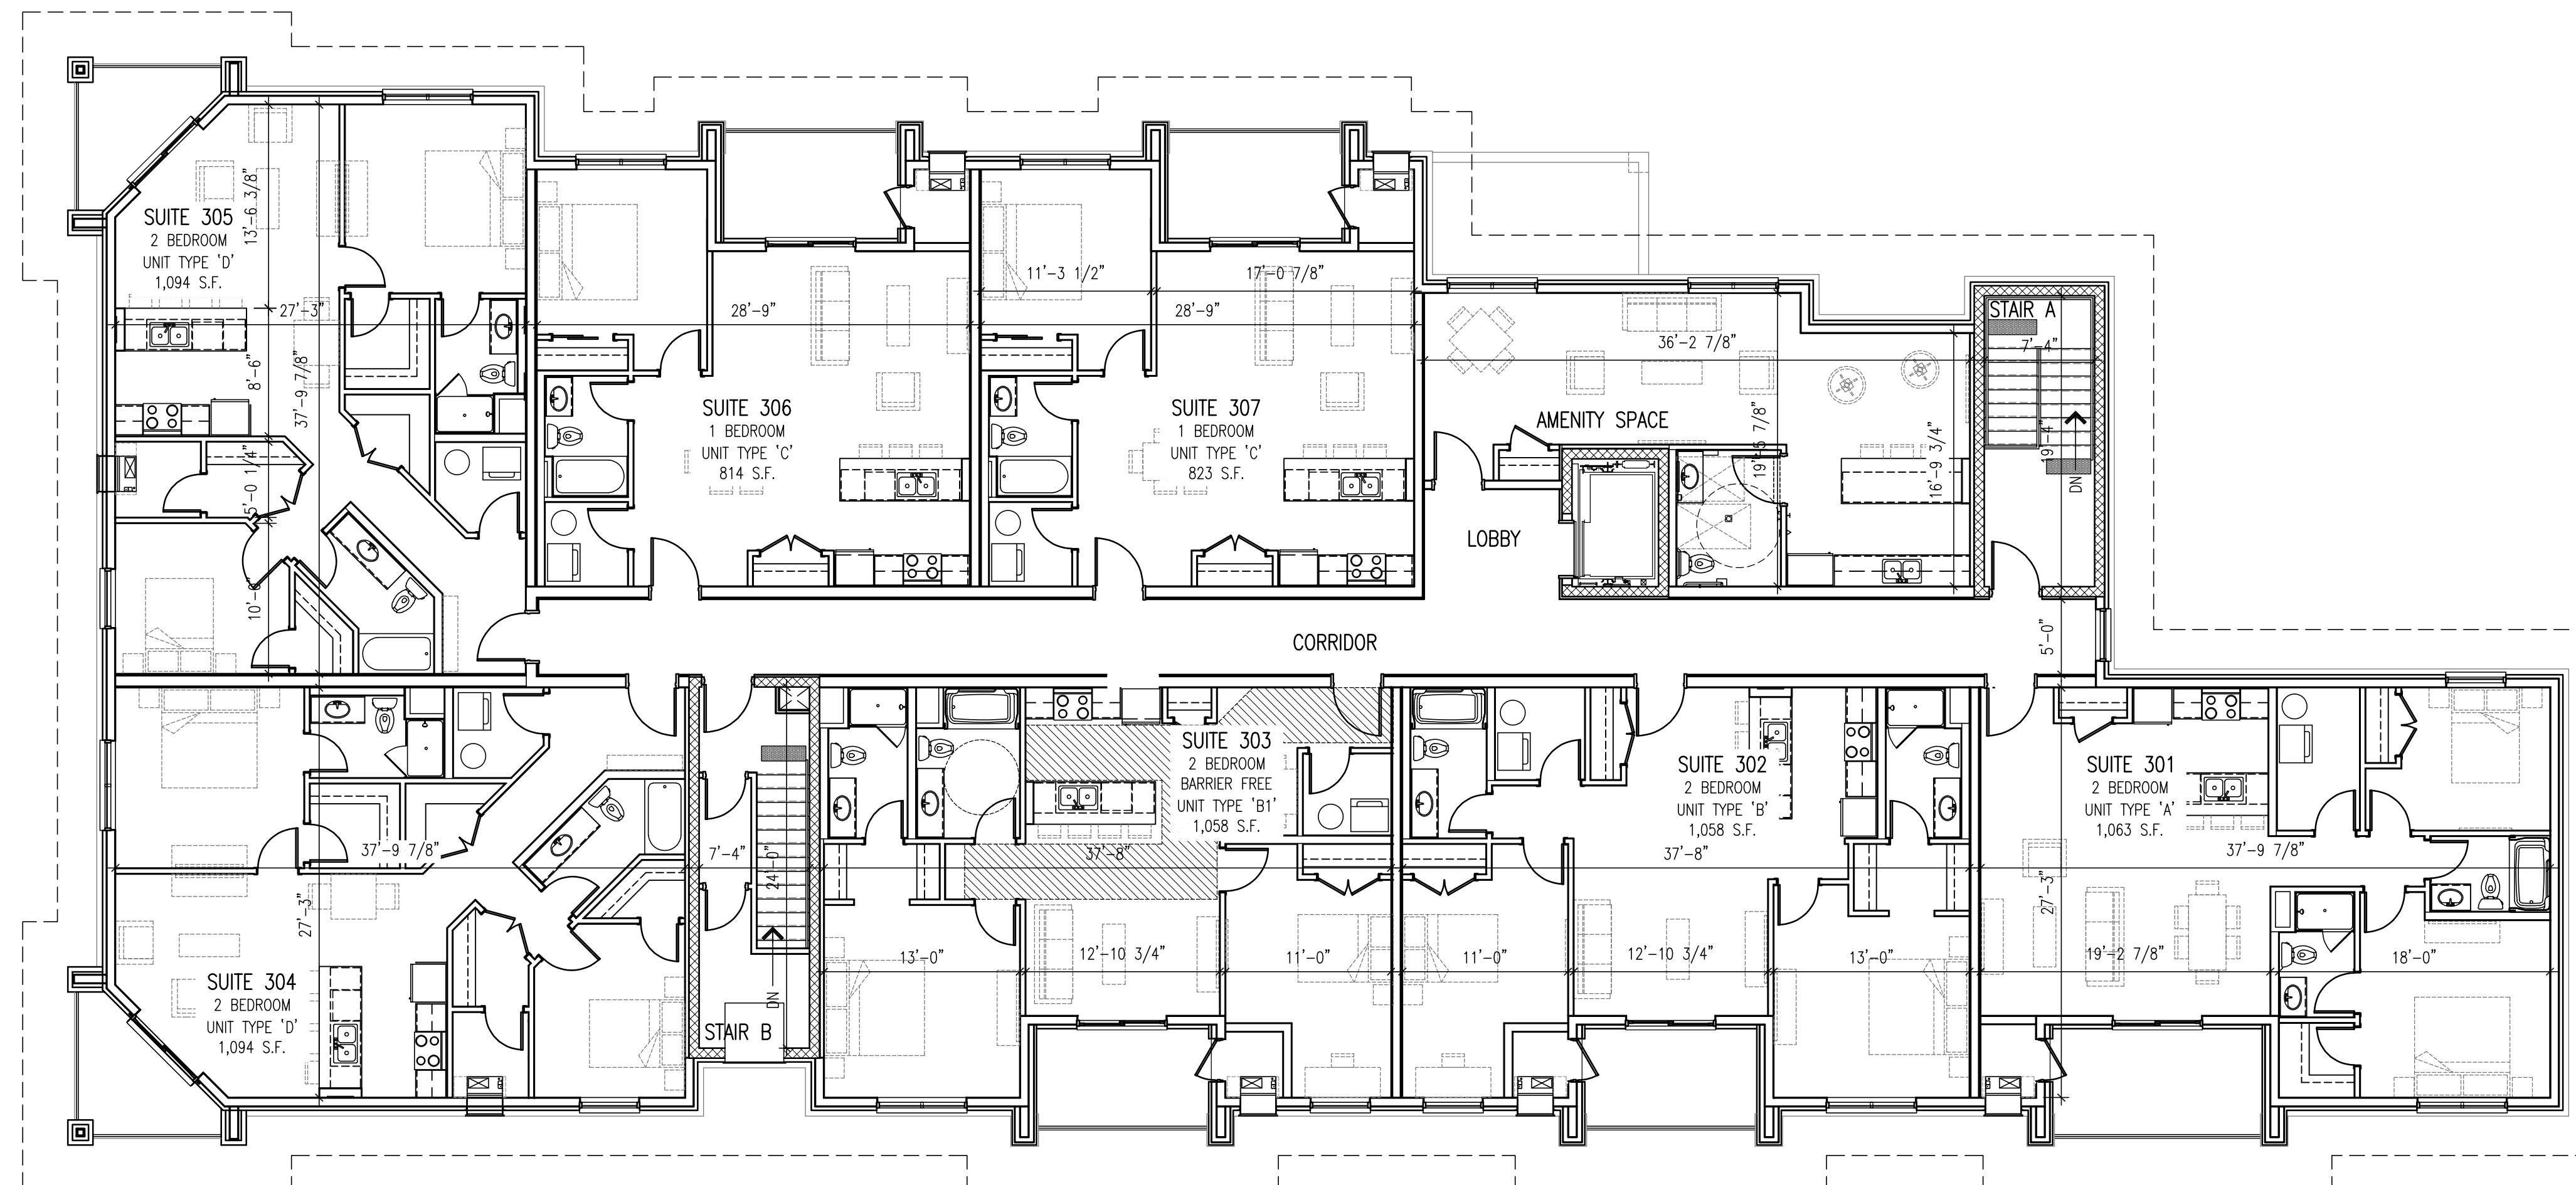 SUITE 305
2 BEDROOM
UNIT TYPE 'D'
1,094 S.F.
13'-6 3/8"
27'-3"
8'-6"
37'-9 7/8"
5'-0 1/4"
10'-0"
28'-9"
SUITE 306
1 BEDROOM
UNIT TYPE 'C'
814 S.F.
11'-3 1/2"
17'-0 7/8"
28'-9"
SUITE 307
1 BEDROOM
UNIT TYPE 'C'
823 S.F.
36'-2 7/8"
AMENITY SPACE
16'-9 3/4"
LOBBY
STAIR A
7'-4"
19'-4"
DN
CORRIDOR
5'-0"
37'-9 7/8"
27'-3"
SUITE 304
2 BEDROOM
UNIT TYPE 'D'
1,094 S.F.
7'-4"
24'-0"
DN
STAIR B
SUITE 303
2 BEDROOM
BARRIER FREE
UNIT TYPE 'B1'
1,058 S.F.
37'-8"
13'-0"
12'-10 3/4"
11'-0"
SUITE 302
2 BEDROOM
UNIT TYPE 'B'
1,058 S.F.
37'-8"
11'-0"
12'-10 3/4"
13'-0"
SUITE 301
2 BEDROOM
UNIT TYPE 'A'
1,063 S.F.
37'-9 7/8"
27'-3"
19'-2 7/8"
18'-0"